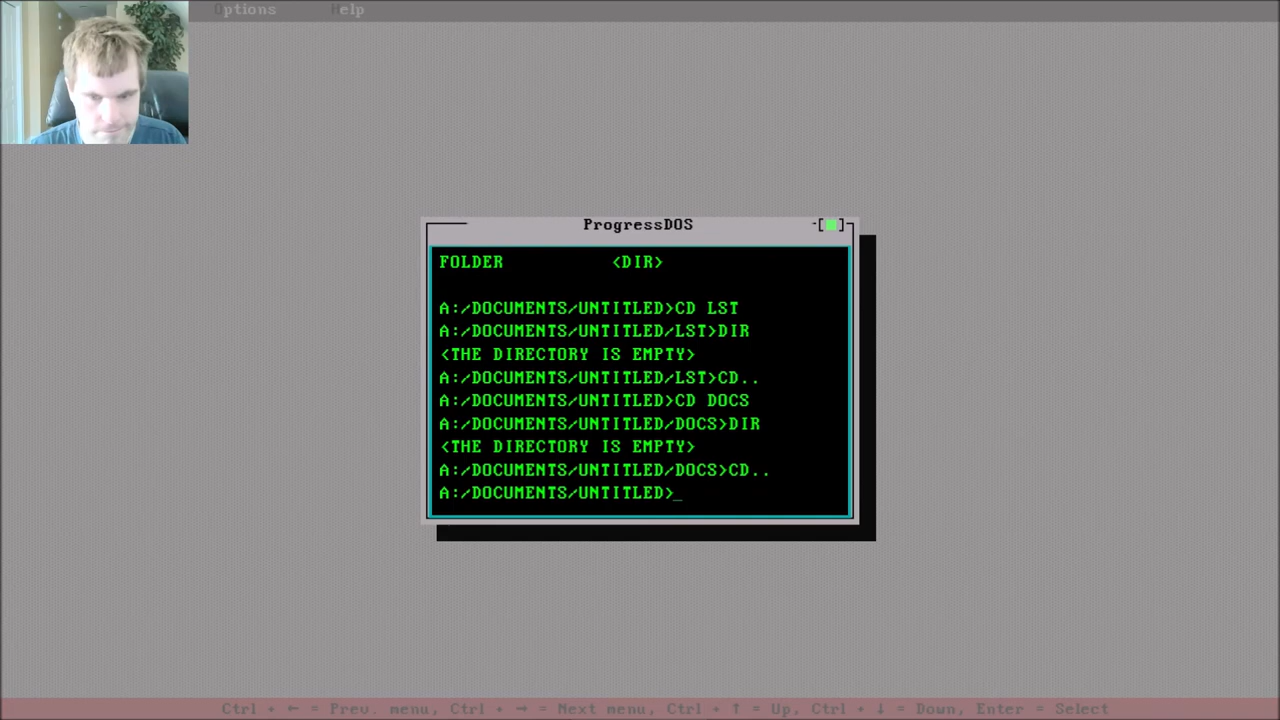 Options Help
ProgressDOS
FOLDER <DIR>
A:/DOCUMENTS/UNTITLED>CD LST
A:/DOCUMENTS/UNTITLED/LST>DIR
<THE DIRECTORY IS EMPTY>
A:/DOCUMENTS/UNTITLED/LST>CD..
A:/DOCUMENTS/UNTITLED>CD DOCS
A:/DOCUMENTS/UNTITLED/DOCS>DIR
<THE DIRECTORY IS EMPTY>
A:/DOCUMENTS/UNTITLED/DOCS>CD..
A:/DOCUMENTS/UNTITLED>_
Ctrl + ← = Prev. menu, Ctrl + → = Next menu, Ctrl + ↑ = Up, Ctrl + ↓ = Down, Enter = Select